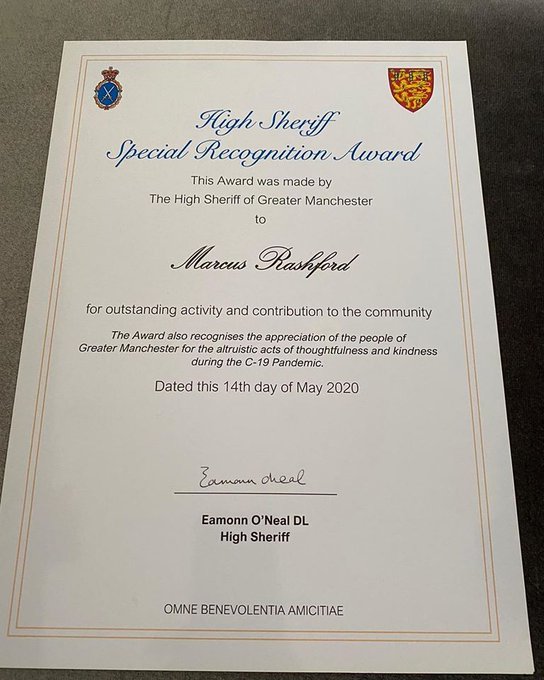 High Sheriff
Special Recognition Award
This Award was made by
The High Sheriff of Greater Manchester
to
Marcus Rashford
for outstanding activity and contribution to the community
The Award also recognises the appreciation of the people of
Greater Manchester for the altruistic acts of thoughtfulness and kindness
during the C-19 Pandemic.
Dated this 14th day of May 2020
Eamonn O'Neal
Eamonn O'Neal DL
High Sheriff
OMNE BENEVOLENTIA AMICITIAE